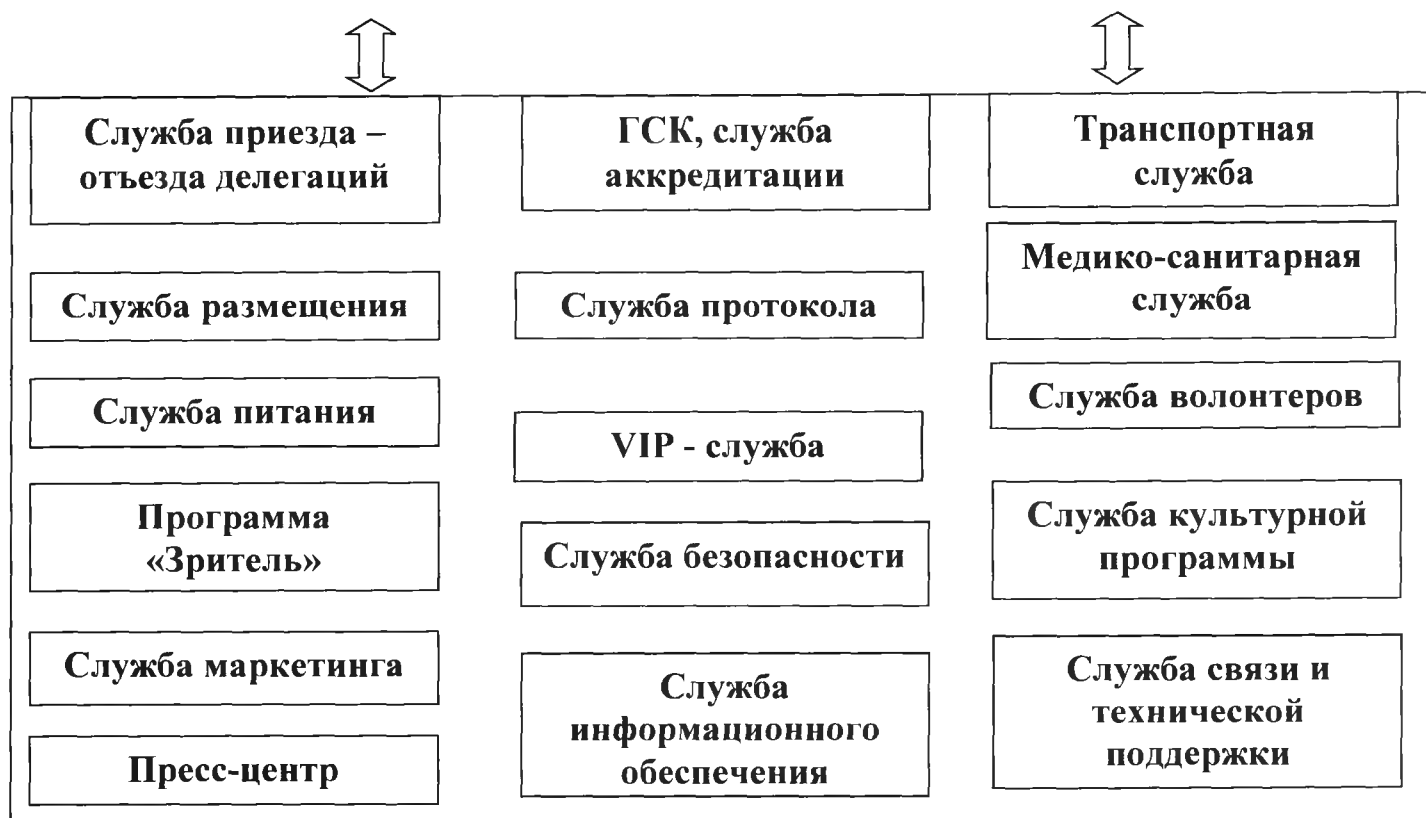 Служба приезда –
отъезда делегаций
Служба размещения
Служба питания
Программа
«Зритель»
Служба маркетинга
Пресс-центр
ГСК, служба
аккредитации
Служба протокола
VIP - служба
Служба безопасности
Служба
информационного
обеспечения
Транспортная
служба
Медико-санитарная
служба
Служба волонтеров
Служба культурной
программы
Служба связи и
технической
поддержки